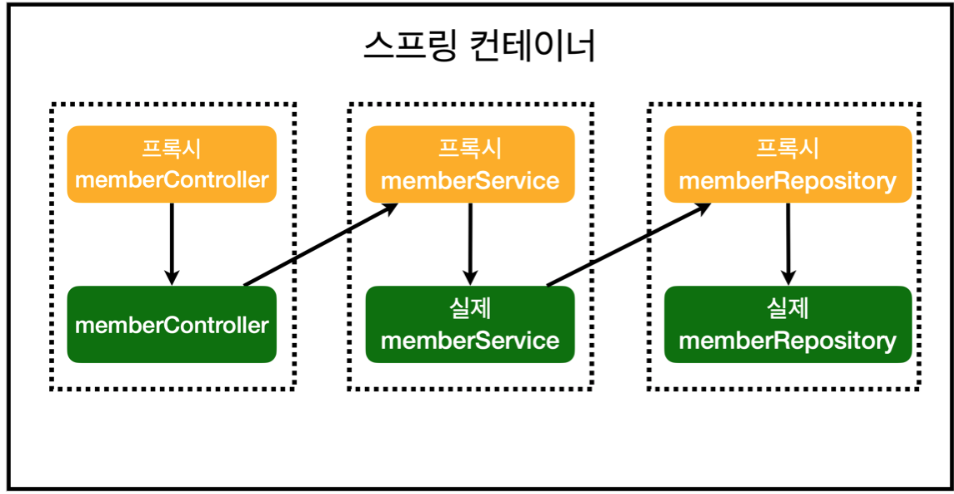 스프링 컨테이너
프록시
memberController
프록시
memberService
프록시
memberRepository
memberController
실제
memberService
실제
memberRepository